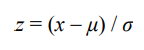 z = (x – μ) / σ